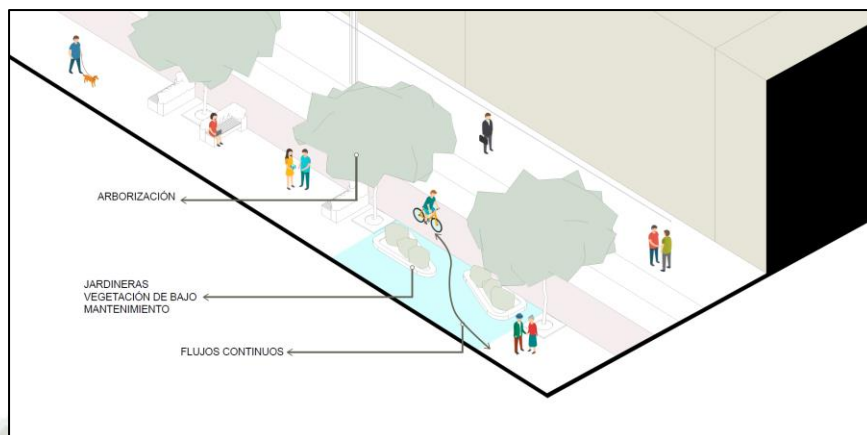 ARBORIZACIÓN
JARDINERAS
VEGETACIÓN DE BAJO
MANTENIMIENTO
FLUJOS CONTINUOS